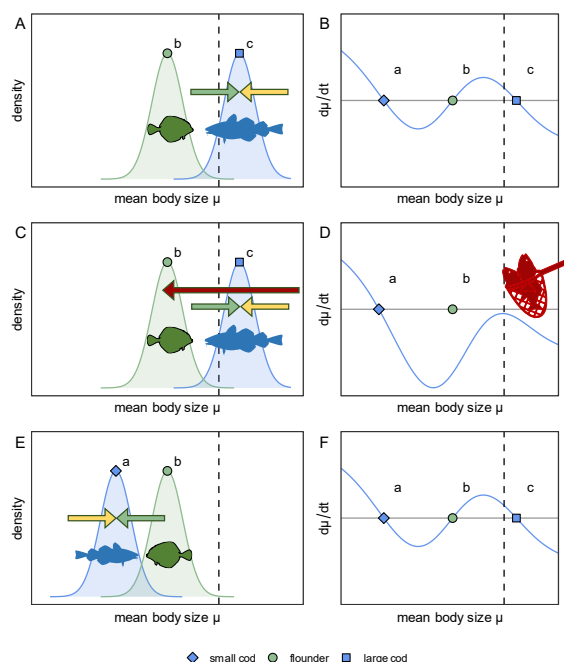 A
b
c
density
mean body size μ
B
a
b
c
dμ/dt
mean body size μ
C
b
c
density
mean body size μ
D
a
b
dμ/dt
mean body size μ
E
a
b
density
mean body size μ
F
a
b
c
dμ/dt
mean body size μ
small cod flounder large cod